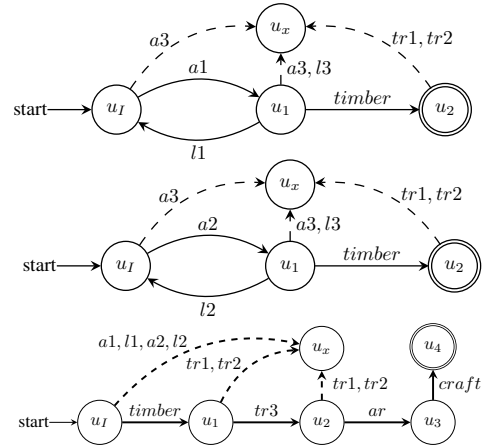 u_x
a3
tr1, tr2
a1
a3, l3
timber
start
u_I
u_1
u_2
l1
u_x
a3
tr1, tr2
a2
a3, l3
timber
start
u_I
u_1
u_2
l2
a1, l1, a2, l2
u_x
u_4
tr1, tr2
tr1, tr2
craft
timber
tr3
ar
start
u_I
u_1
u_2
u_3